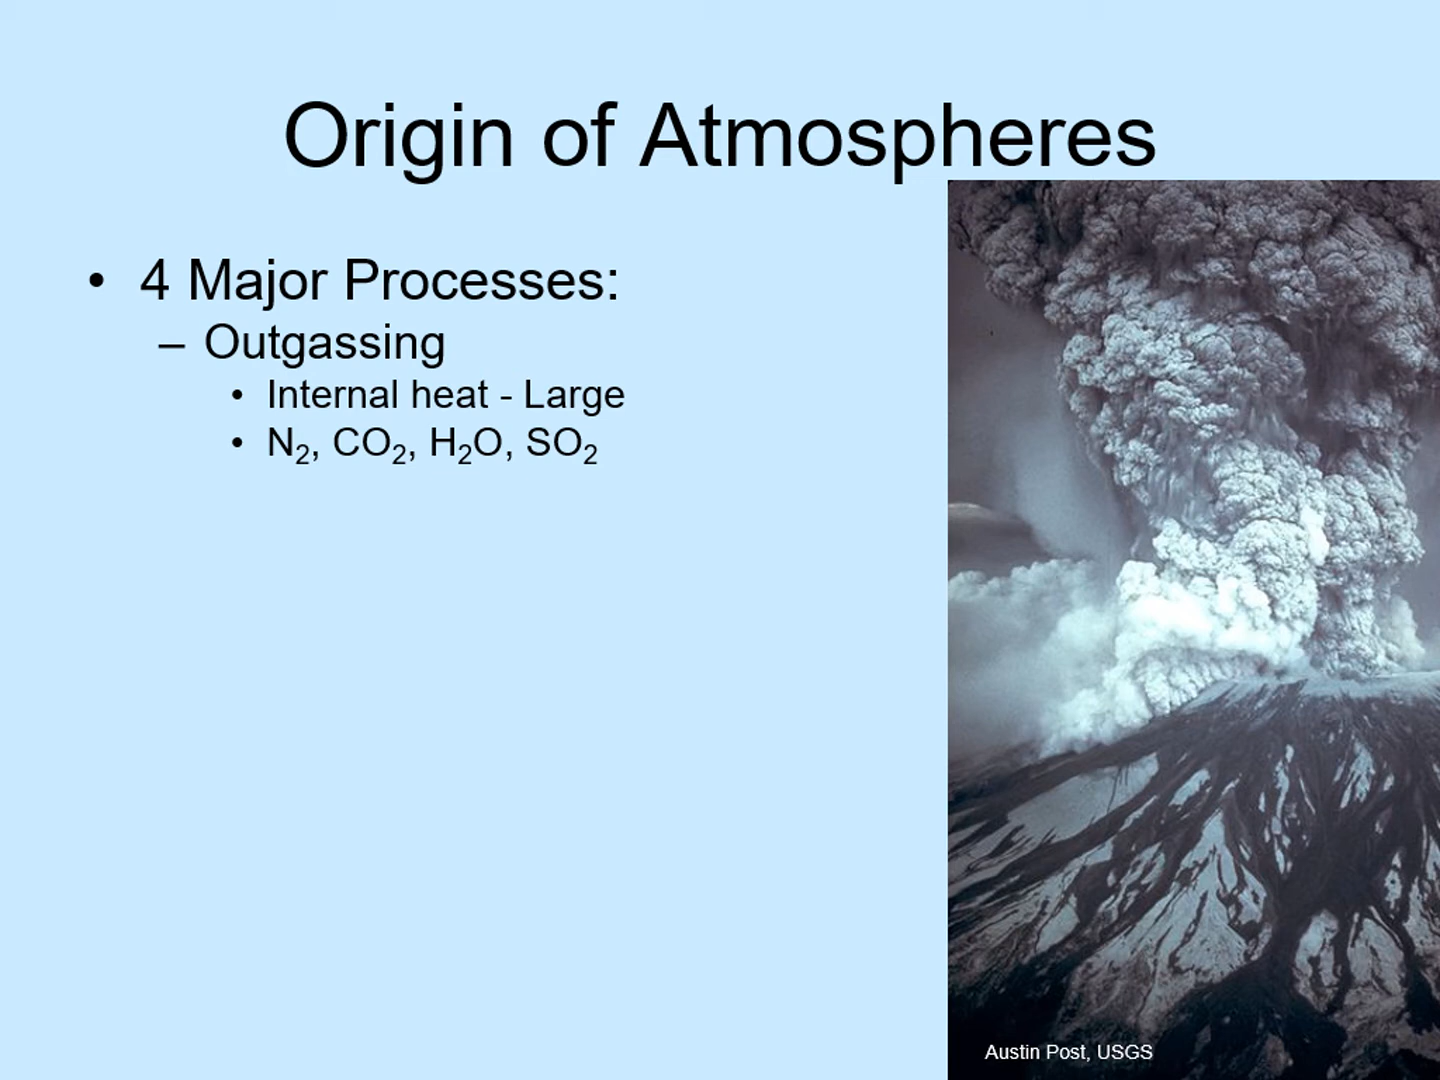 Origin of Atmospheres
• 4 Major Processes:
– Outgassing
• Internal heat - Large
• N₂, CO₂, H₂O, SO₂
Austin Post, USGS